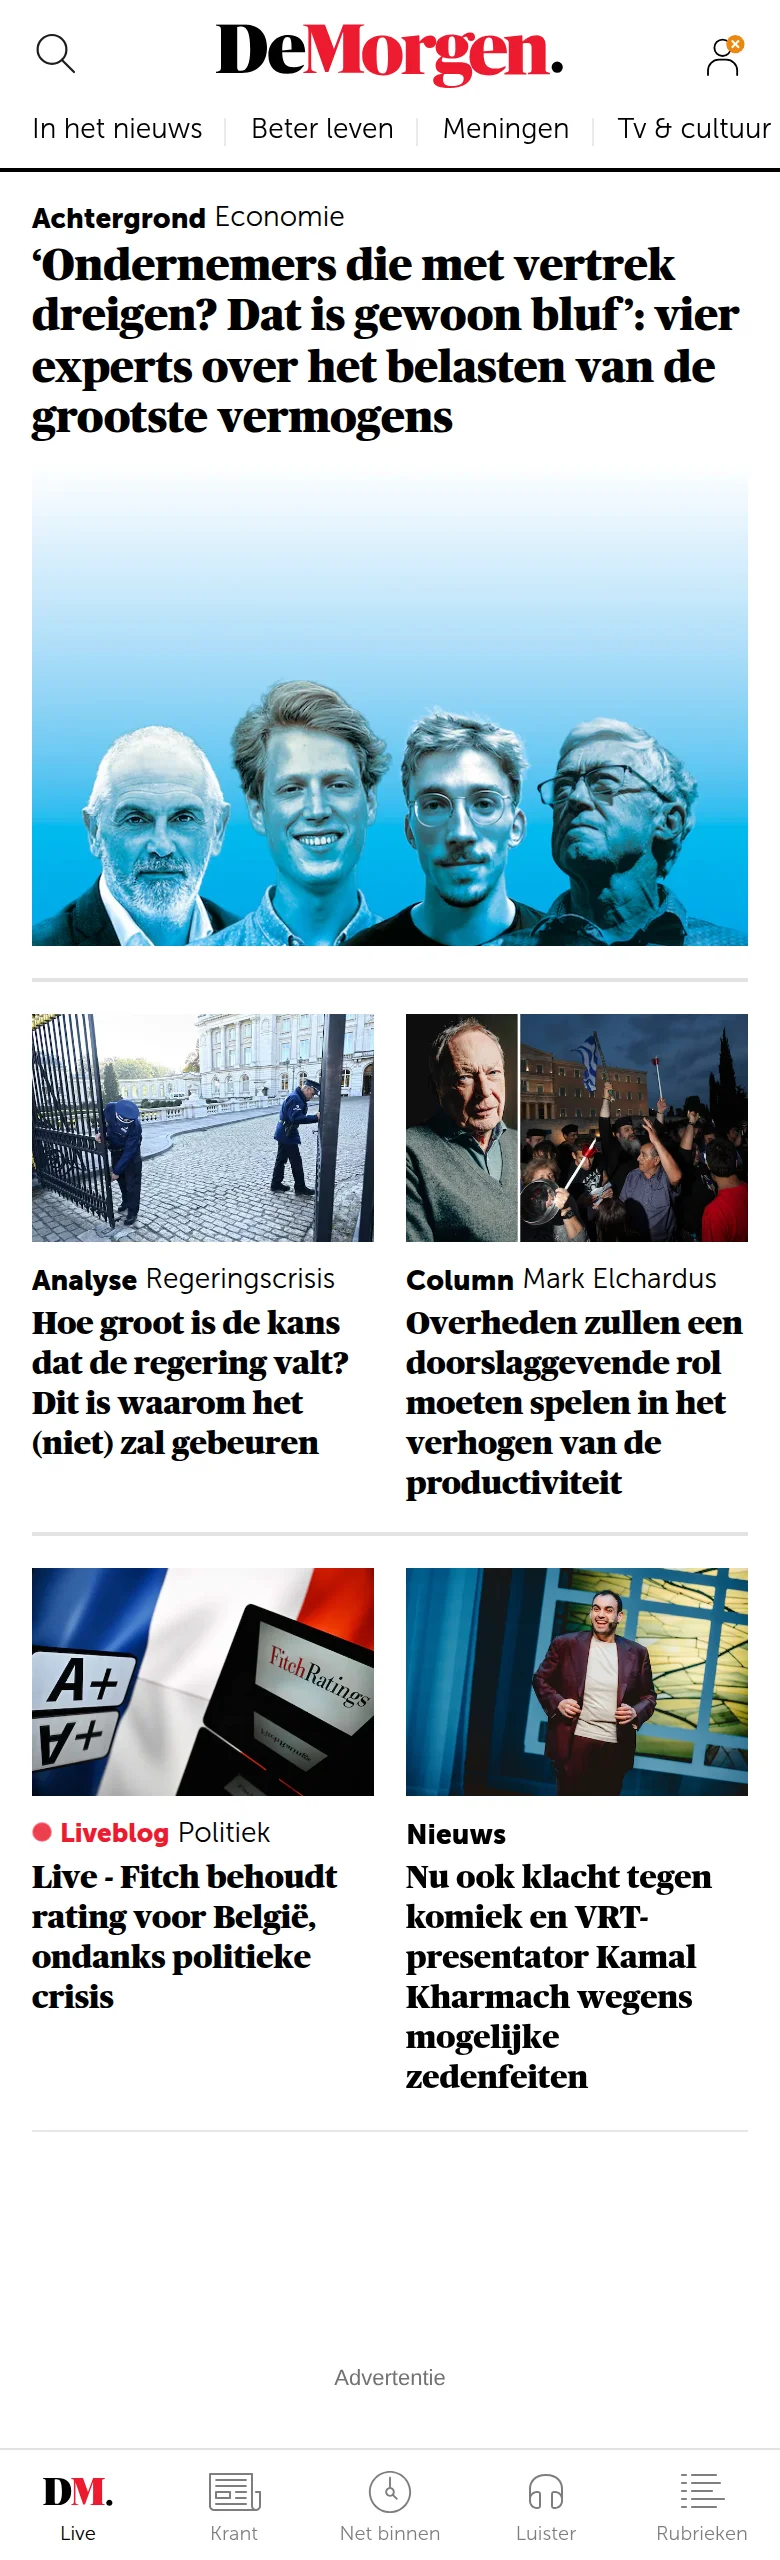 DeMorgen.
In het nieuws
Beter leven
Meningen
Tv & cultuur
Achtergrond Economie
‘Ondernemers die met vertrek
dreigen? Dat is gewoon bluf’: vier
experts over het belasten van de
grootste vermogens
Analyse Regeringscrisis
Hoe groot is de kans
dat de regering valt?
Dit is waarom het
(niet) zal gebeuren
Column Mark Elchardus
Overheden zullen een
doorslaggevende rol
moeten spelen in het
verhogen van de
productiviteit
A+
A+
FitchRatings
Liveblog Politiek
Live - Fitch behoudt
rating voor België,
ondanks politieke
crisis
Nieuws
Nu ook klacht tegen
komiek en VRT-
presentator Kamal
Kharmach wegens
mogelijke
zedenfeiten
Advertentie
DM.
Live
Krant
Net binnen
Luister
Rubrieken